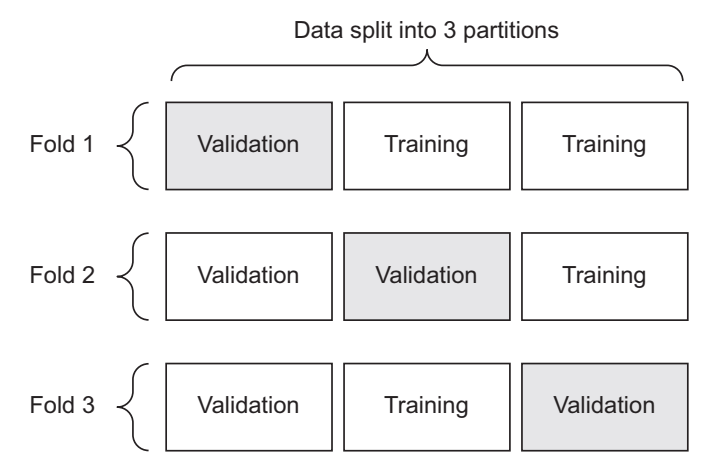 Data split into 3 partitions
Fold 1 Validation Training Training
Fold 2 Validation Validation Training
Fold 3 Validation Training Validation